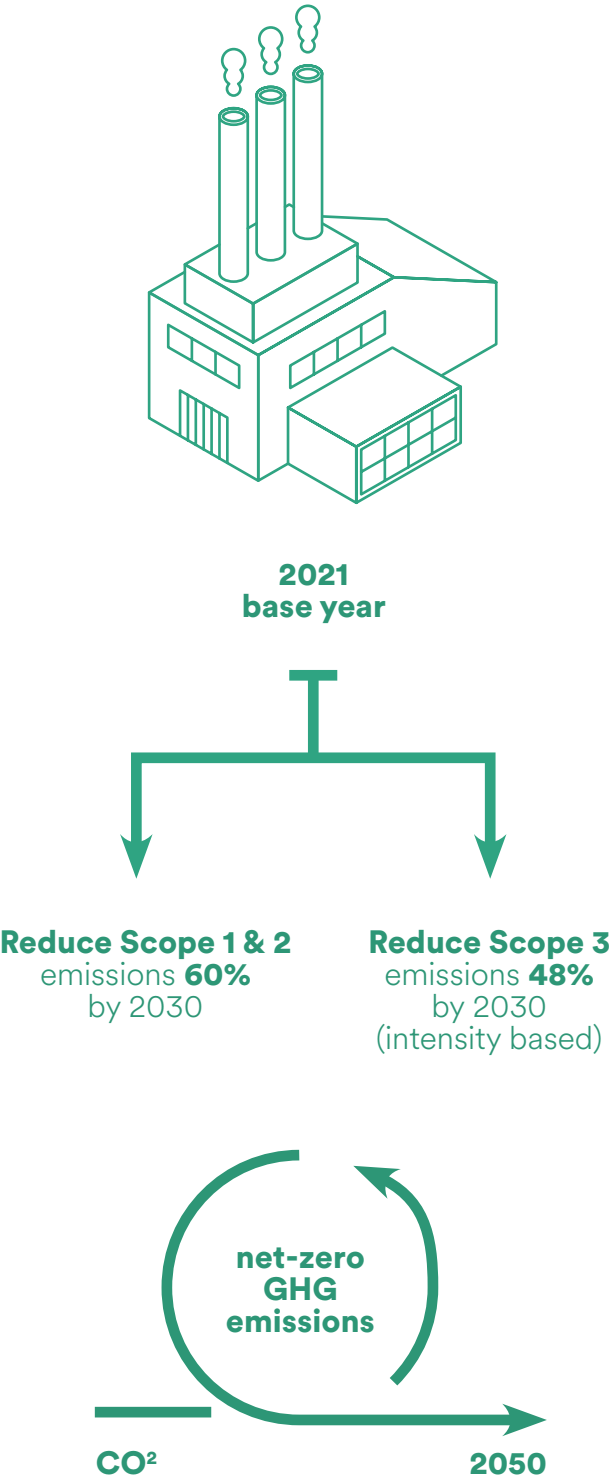 2021
base year
Reduce Scope 1 & 2
emissions 60%
by 2030
Reduce Scope 3
emissions 48%
by 2030
(intensity based)
net-zero
GHG
emissions
CO²
2050